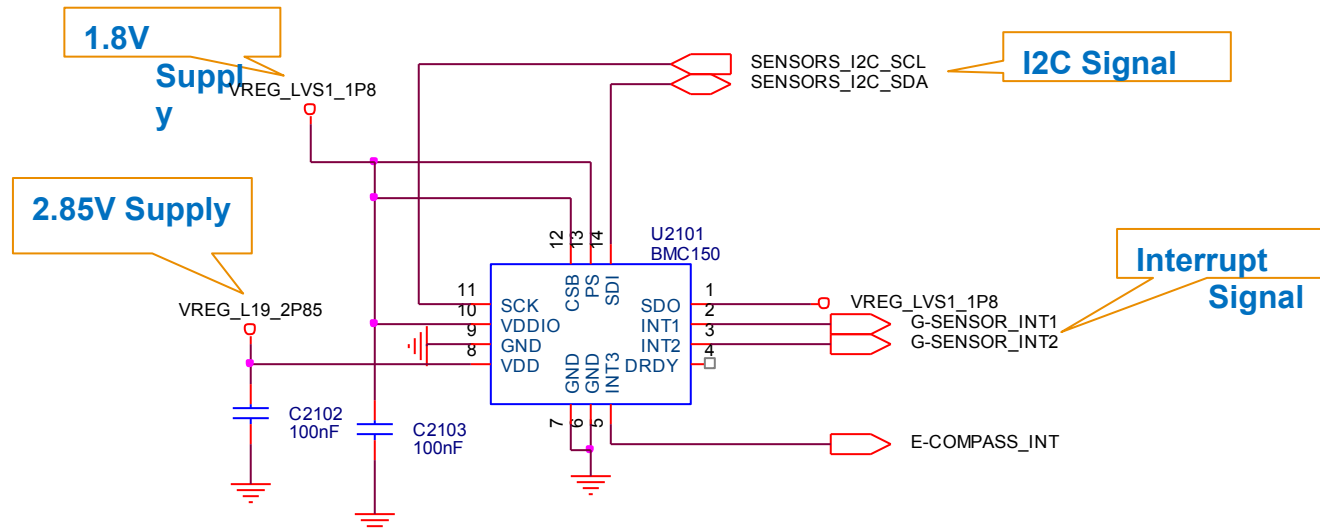 1.8V
Supply
VREG_LVS1_1P8
SENSORS_I2C_SCL
SENSORS_I2C_SDA
I2C Signal
2.85V Supply
VREG_L19_2P85
U2101
BMC150
Interrupt
Signal
12
13
14
CSB
PS
SDI
11
SCK
10
VDDIO
9
GND
8
VDD
1
SDO
VREG_LVS1_1P8
2
INT1
G-SENSOR_INT1
3
INT2
G-SENSOR_INT2
4
DRDY
GND
GND
INT3
7
6
5
C2102
100nF
C2103
100nF
E-COMPASS_INT